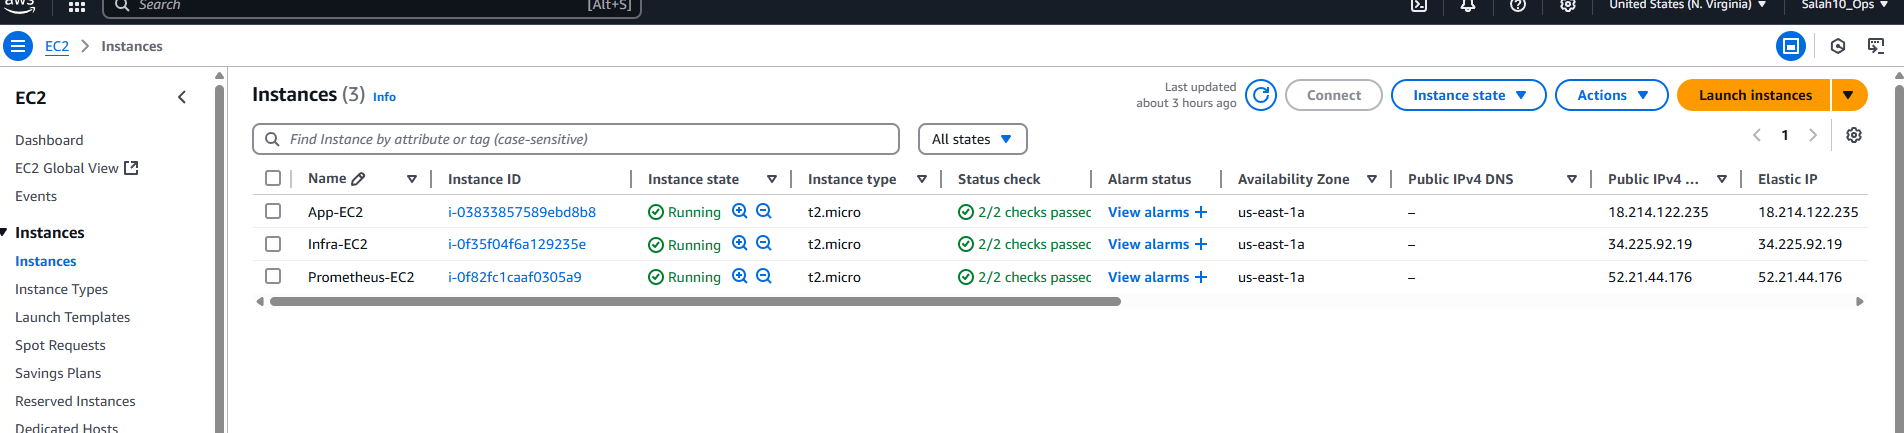 aws Search [Alt+S] United States (N. Virginia) Salah10_Ops
EC2 Instances
EC2
Dashboard
EC2 Global View
Events
Instances
Instances
Instance Types
Launch Templates
Spot Requests
Savings Plans
Reserved Instances
Dedicated Hosts
Instances (3) Info
Last updated
about 3 hours ago
Connect Instance state Actions Launch instances
Find Instance by attribute or tag (case-sensitive) All states 1
Name Instance ID Instance state Instance type Status check Alarm status Availability Zone Public IPv4 DNS Public IPv4 ... Elastic IP
App-EC2 i-03833857589ebd8b8 Running t2.micro 2/2 checks passec View alarms + us-east-1a – 18.214.122.235 18.214.122.235
Infra-EC2 i-0f35f04f6a129235e Running t2.micro 2/2 checks passec View alarms + us-east-1a – 34.225.92.19 34.225.92.19
Prometheus-EC2 i-0f82fc1caaf0305a9 Running t2.micro 2/2 checks passec View alarms + us-east-1a – 52.21.44.176 52.21.44.176